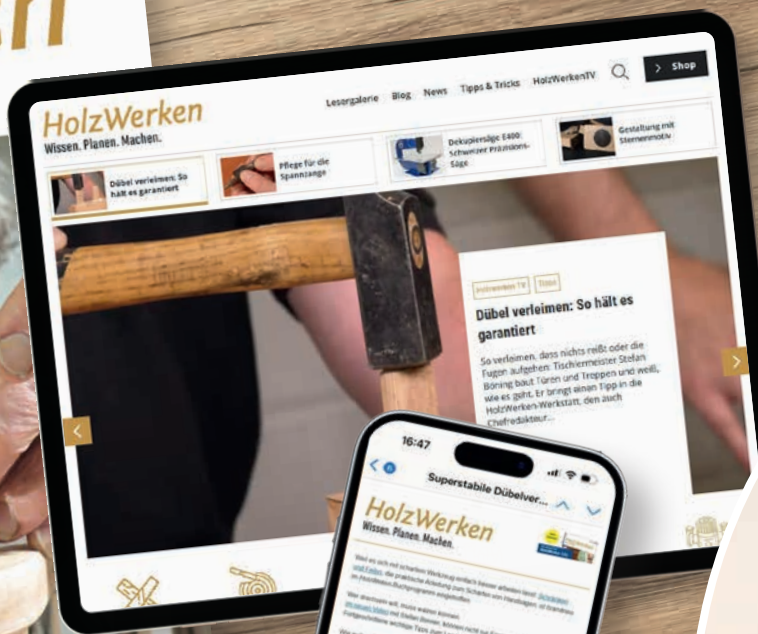 HolzWerken
Wissen. Planen. Machen.
Lesergalerie Blog News Tipps & Tricks HolzWerkenTV
Shop
Dübel verleimen: So
hält es garantiert
Pflege für die
Spannzange
Dekupiersäge E400:
Schweizer Präzisions-
Säge
Gestaltung mit
Sternenmotiv
HolzWerken TV Tipps
Dübel verleimen: So hält es
garantiert
So verleimen, dass nichts reißt oder die
Fugen aufgehen: Tischlermeister Stefan
Böning baut Türen und Treppen und weiß,
wie es geht. Er bringt einen Tipp in die
HolzWerken-Werkstatt, den auch
Chefredakteur...
16:47
Superstabile Dübelver...
HolzWerken
Wissen. Planen. Machen.